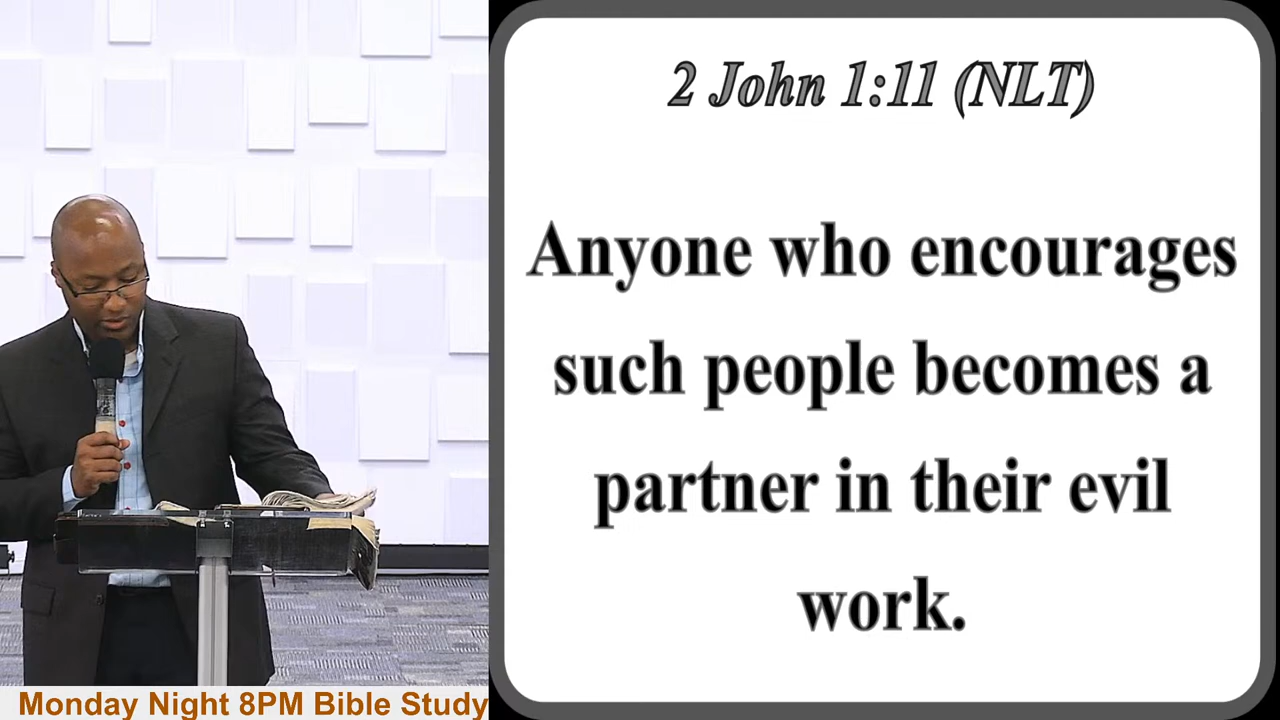 2 John 1:11 (NLT)
Anyone who encourages
such people becomes a
partner in their evil
work.
Monday Night 8PM Bible Study